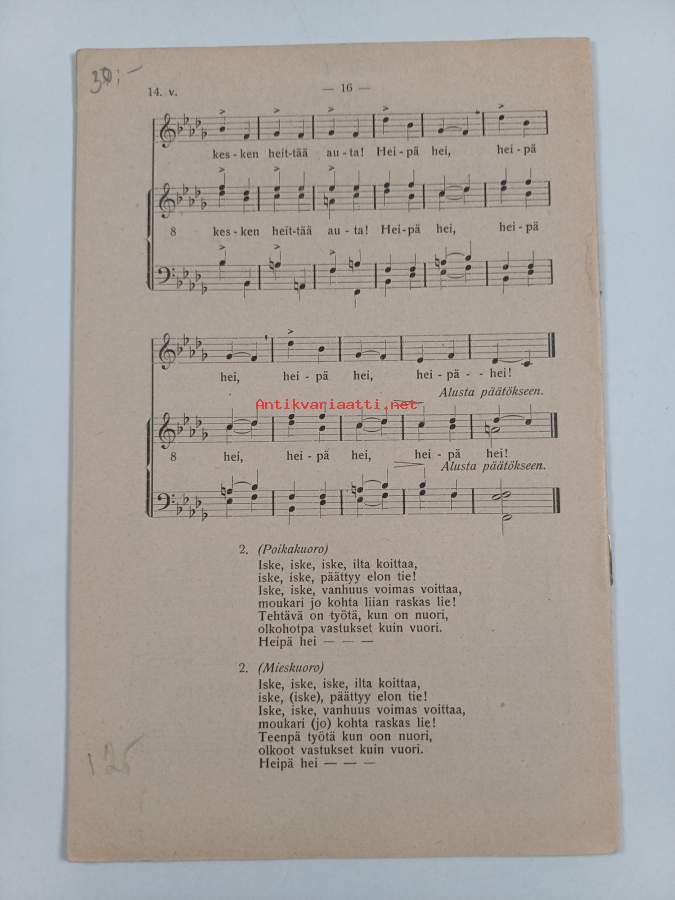 30:-
14. v.
— 16 —
kes - ken heit-tää au - ta! Hei - pä hei, hei - pä
8 kes - ken heit-tää au - ta! Hei - pä hei, hei - pä
hei, hei - pä hei, hei - pä - - hei!
Alusta päätökseen.
Antikvariaatti.net
8 hei, hei - pä hei, hei - pä hei!
Alusta päätökseen.
2. (Poikakuoro)
Iske, iske, iske, ilta koittaa,
iske, iske, päättyy elon tie!
Iske, iske, vanhuus voimas voittaa,
moukari jo kohta liian raskas lie!
Tehtävä on työtä, kun on nuori,
olkohotpa vastukset kuin vuori.
Heipä hei — — —
2. (Mieskuoro)
Iske, iske, iske, ilta koittaa,
iske, (iske), päättyy elon tie!
Iske, iske, vanhuus voimas voittaa,
moukari (jo) kohta raskas lie!
Teenpä työtä kun oon nuori,
olkoot vastukset kuin vuori.
Heipä hei — — —